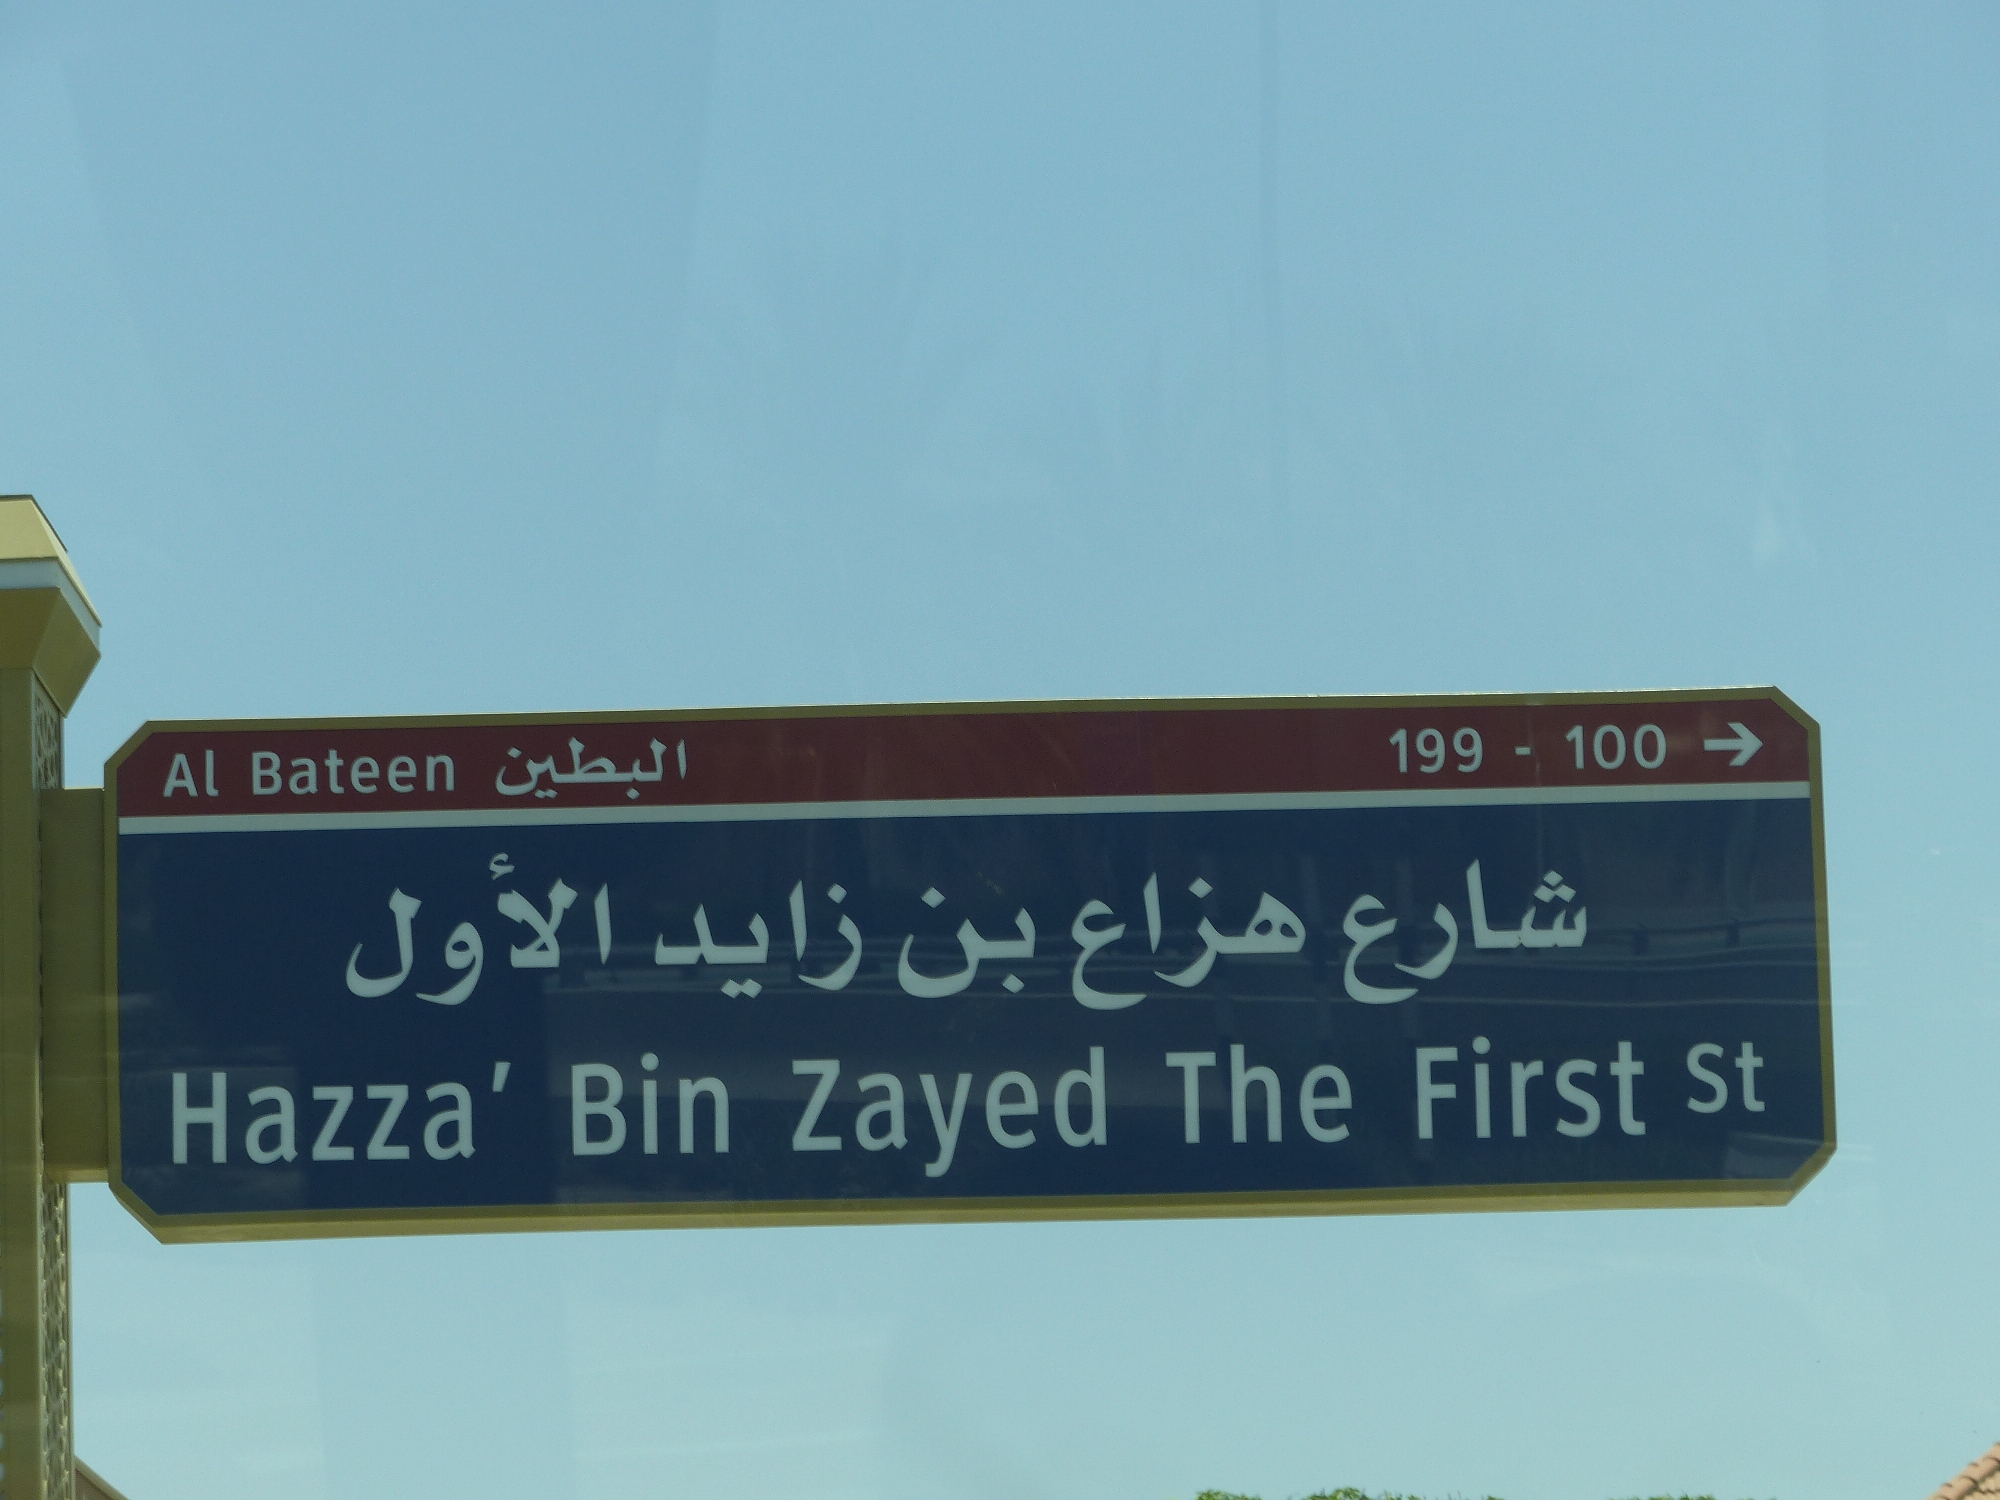 Al Bateen البطين 199 - 100 →
شارع هزاع بن زايد الأول
Hazza' Bin Zayed The First St